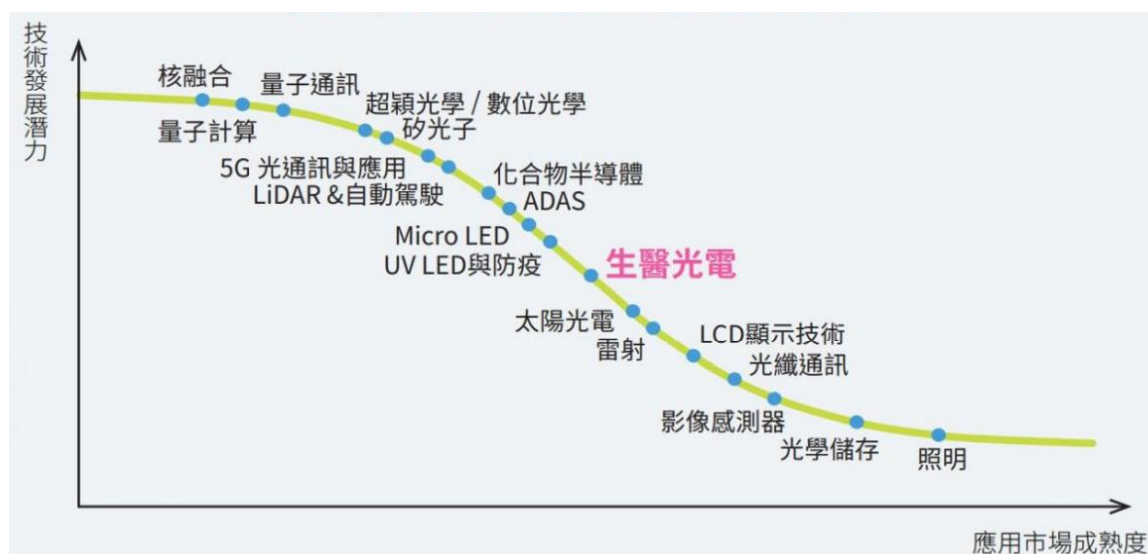 技術發展潛力
核融合
量子通訊
量子計算
超穎光學 / 數位光學
矽光子
5G 光通訊與應用
LiDAR &自動駕駛
化合物半導體
ADAS
Micro LED
UV LED與防疫
生醫光電
太陽光電
雷射
LCD顯示技術
光纖通訊
影像感測器
光學儲存
照明
應用市場成熟度